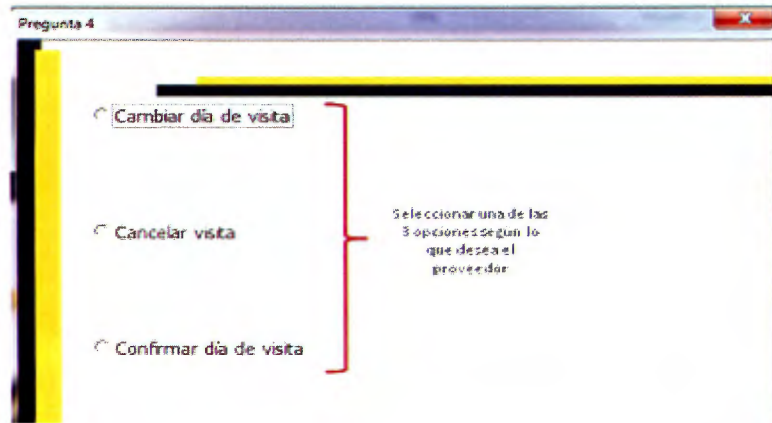 Pregunta 4
Cambiar día de visita
Cancelar visita
Confirmar día de visita
Seleccionar una de las
3 opciones segun lo
que desea el
proveedor